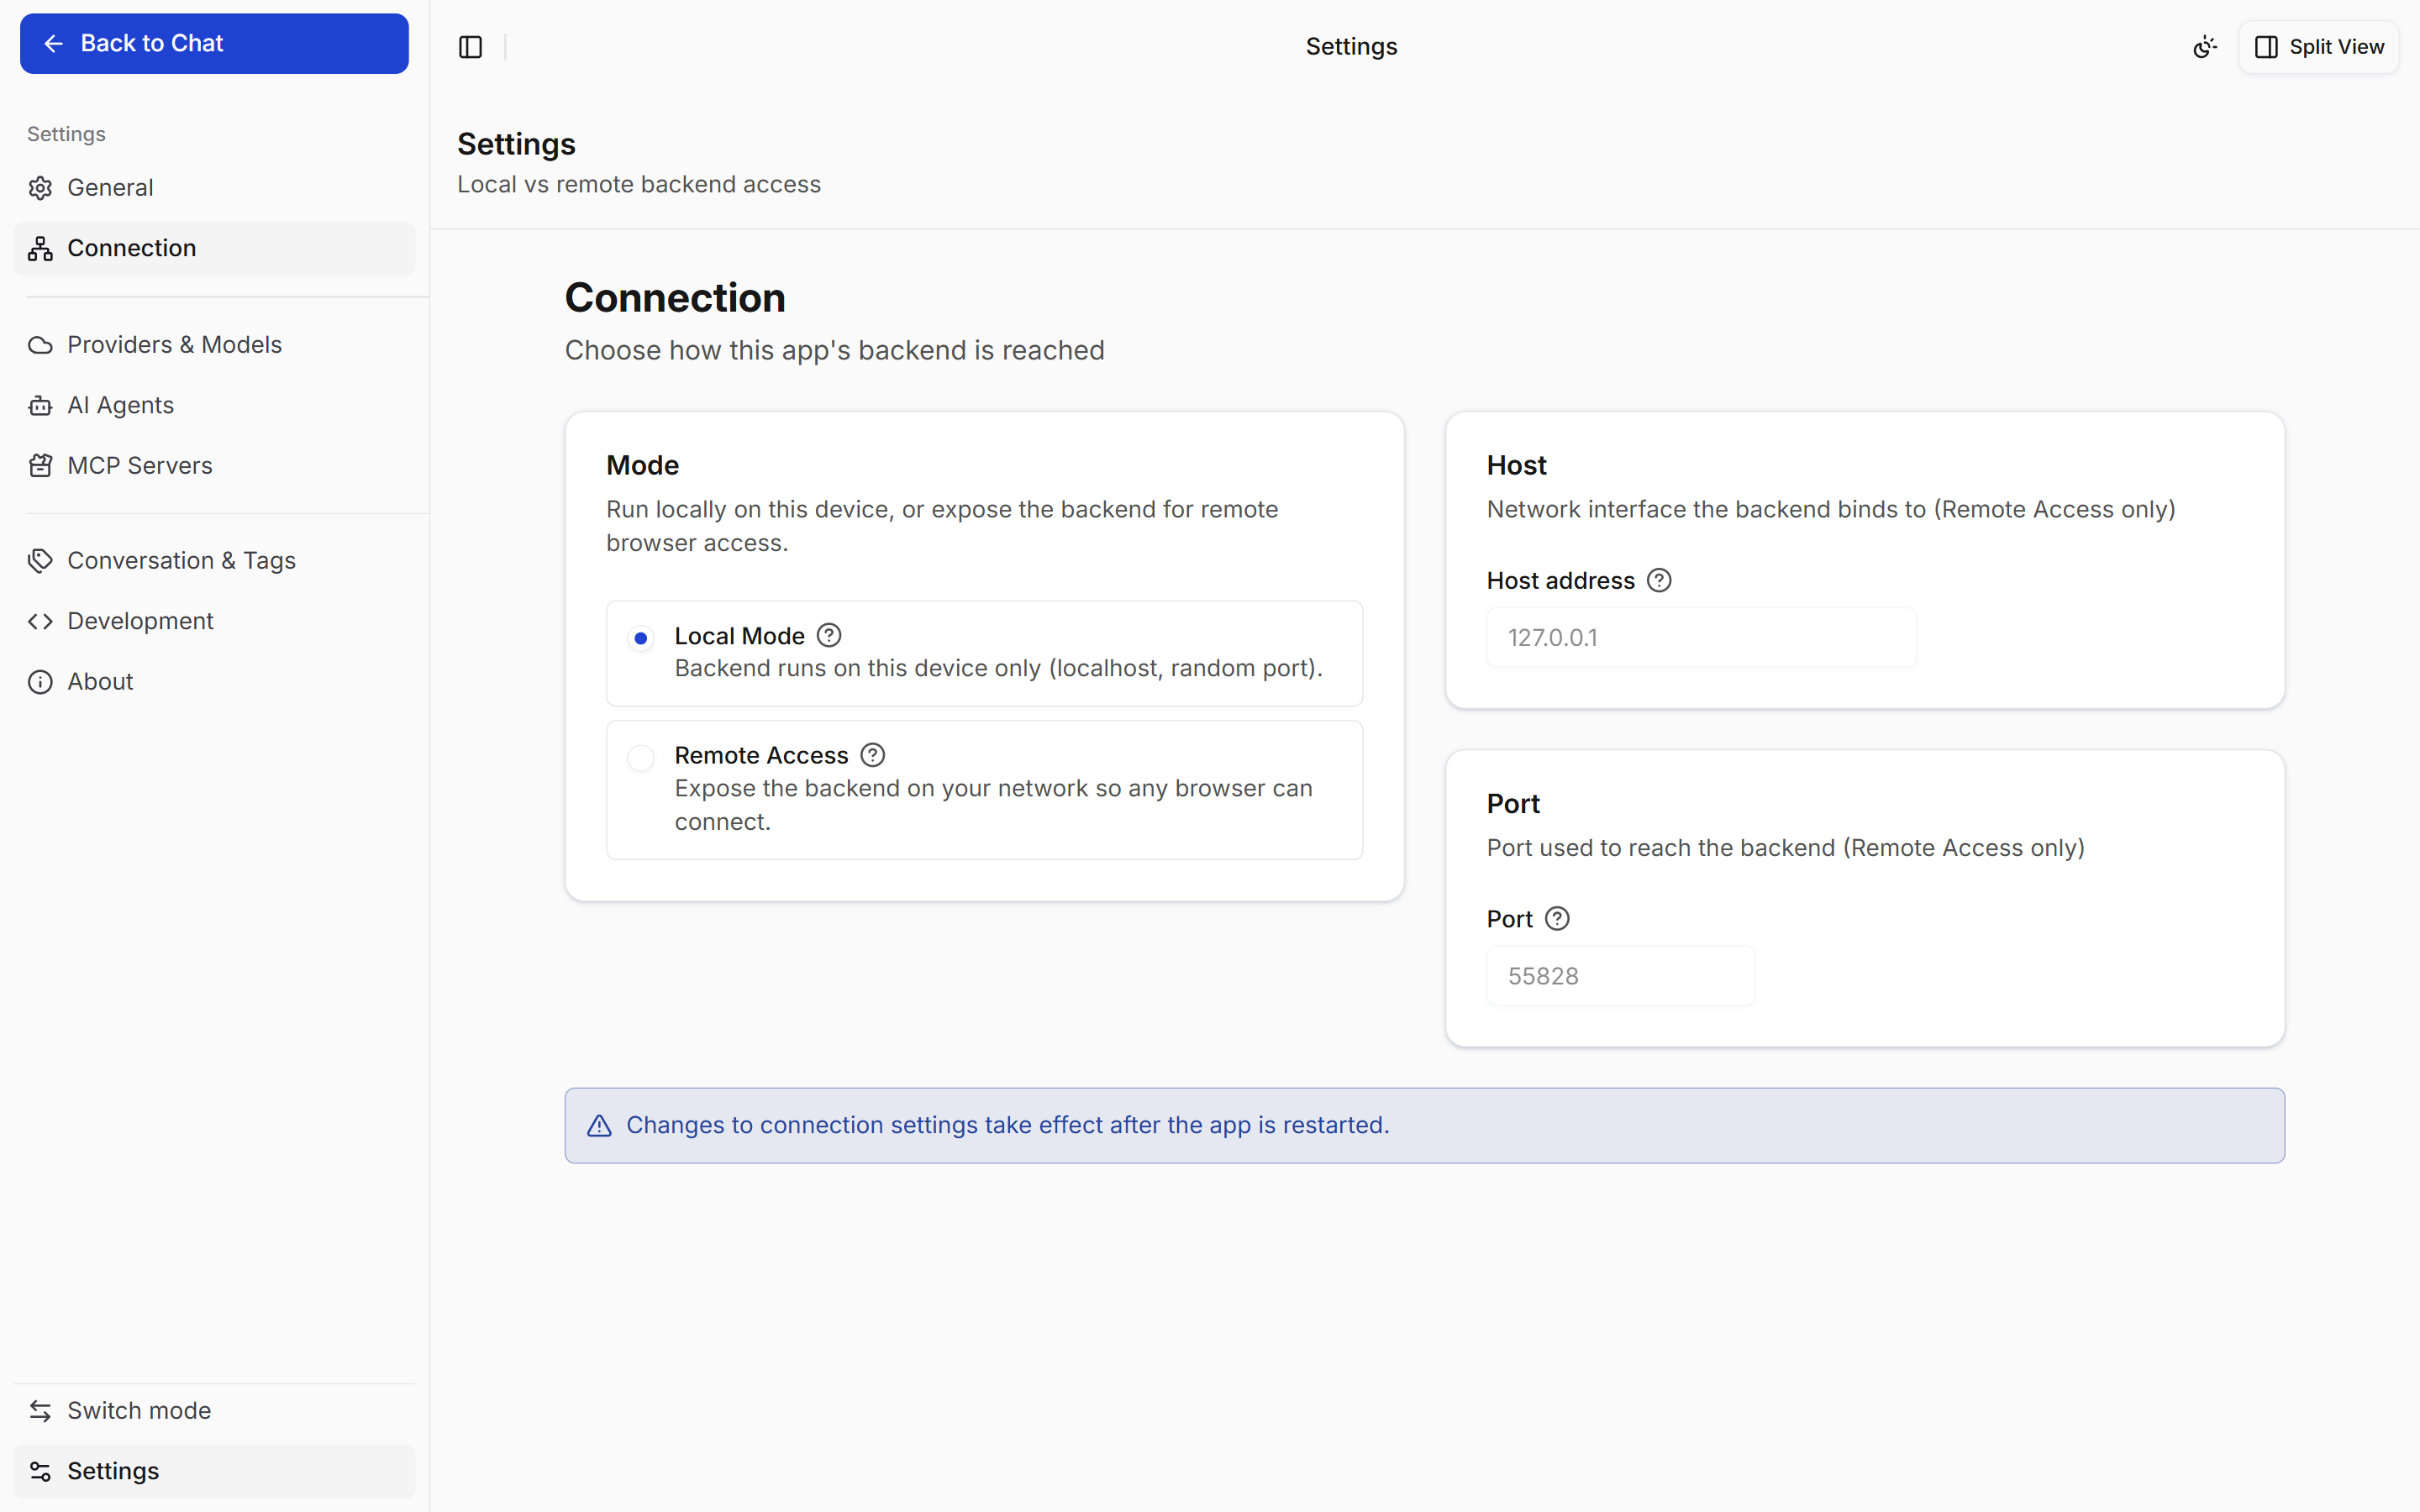 Back to Chat
Settings
General
Connection
Providers & Models
AI Agents
MCP Servers
Conversation & Tags
Development
About
Switch mode
Settings
Settings
Split View
Settings
Local vs remote backend access
Connection
Choose how this app's backend is reached
Mode
Run locally on this device, or expose the backend for remote
browser access.
Local Mode
Backend runs on this device only (localhost, random port).
Remote Access
Expose the backend on your network so any browser can
connect.
Host
Network interface the backend binds to (Remote Access only)
Host address
127.0.0.1
Port
Port used to reach the backend (Remote Access only)
Port
55828
Changes to connection settings take effect after the app is restarted.